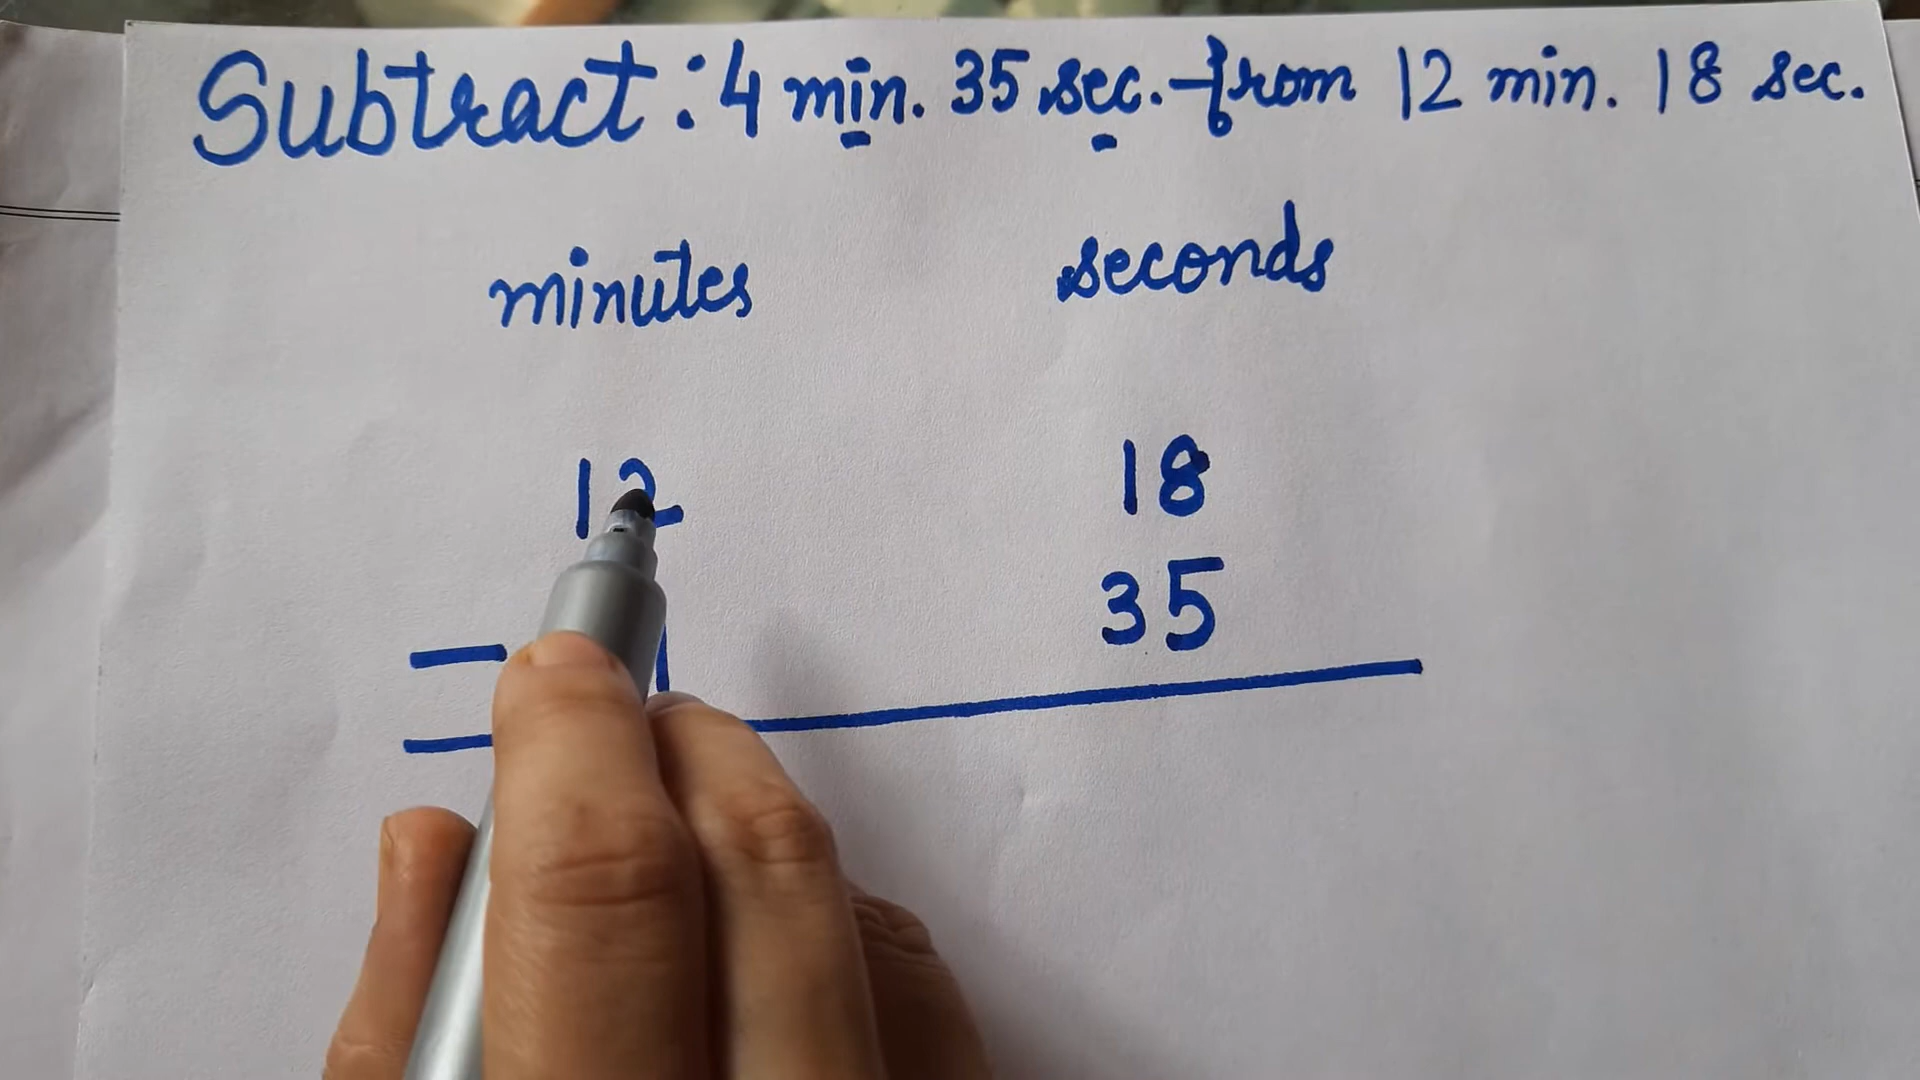 Subtract: 4 min. 35 sec. from 12 min. 18 sec.
minutes seconds
12 18
- 35